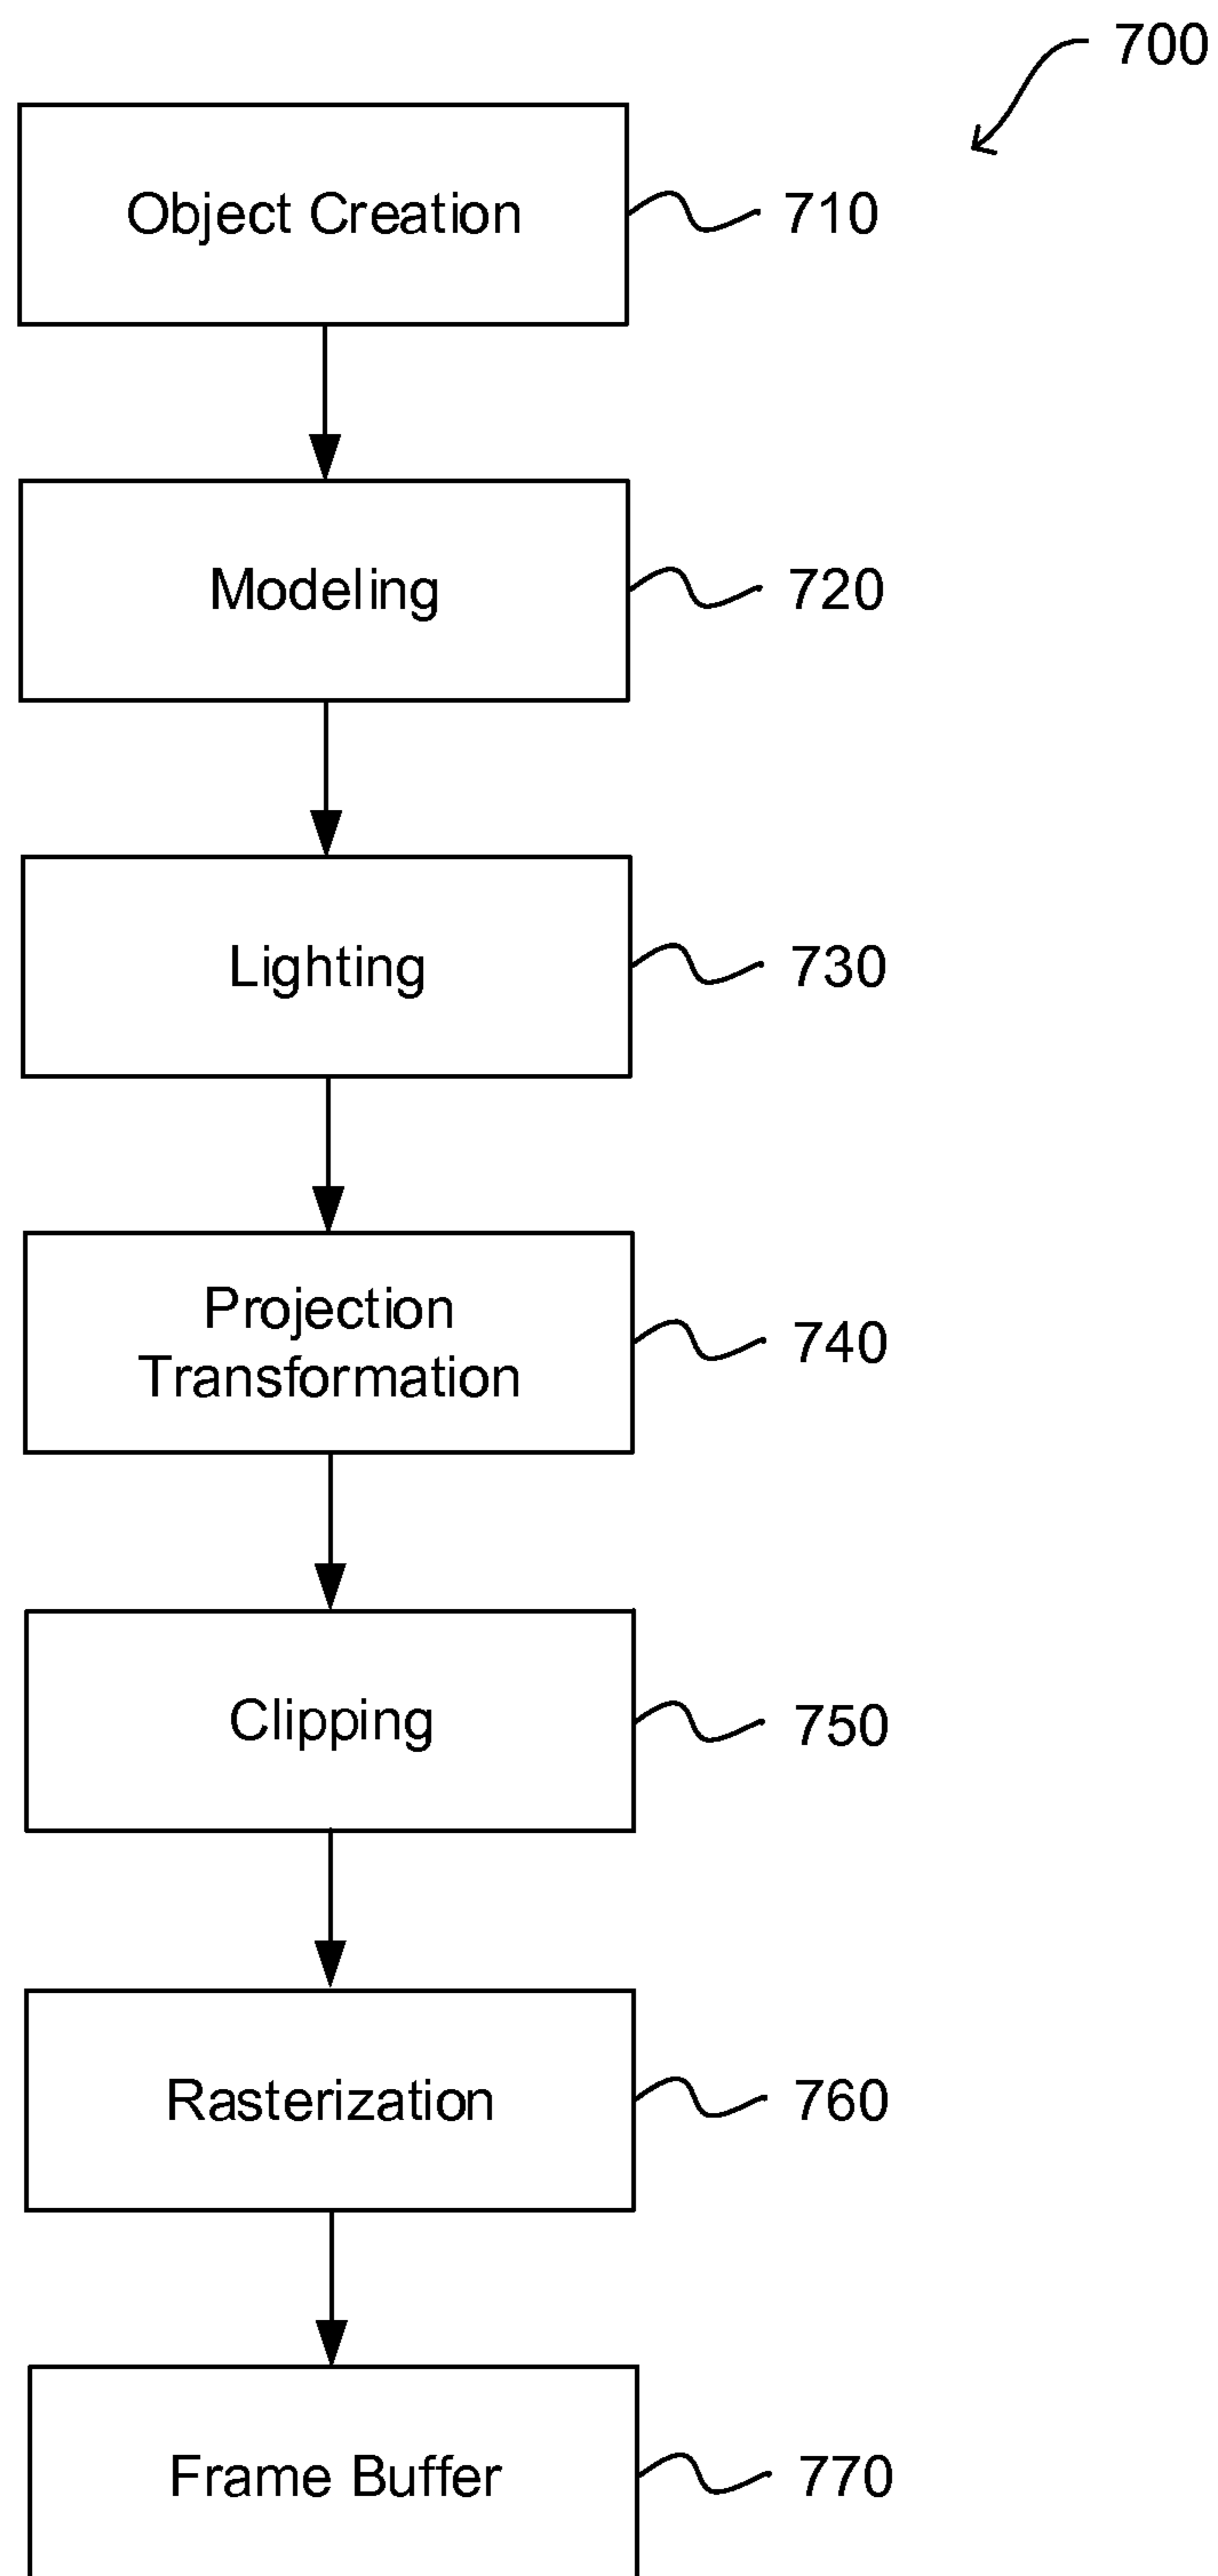 700
Object Creation
710
Modeling
720
Lighting
730
Projection
Transformation
740
Clipping
750
Rasterization
760
Frame Buffer
770